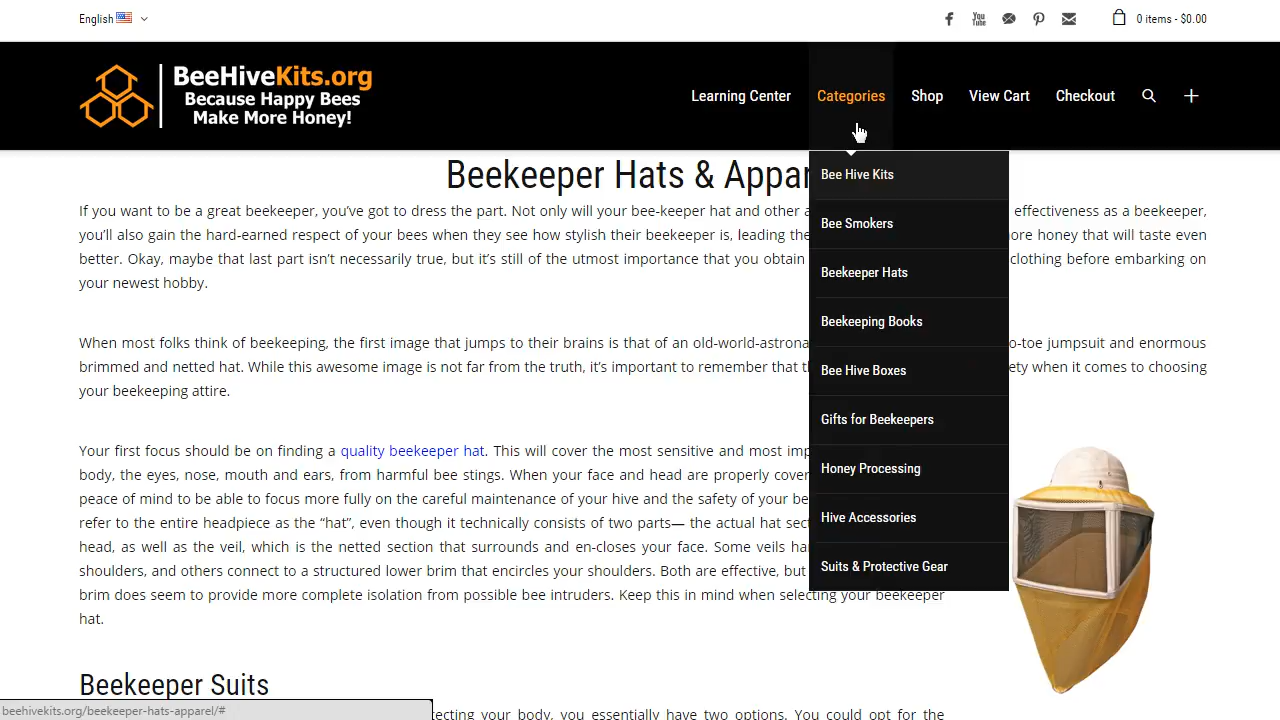 English
You Tube
0 items - $0.00
BeeHiveKits.org
Because Happy Bees
Make More Honey!
Learning Center
Categories
Shop
View Cart
Checkout
Beekeeper Hats & Appar
If you want to be a great beekeeper, you've got to dress the part. Not only will your bee-keeper hat and other a
effectiveness as a beekeeper,
you'll also gain the hard-earned respect of your bees when they see how stylish their beekeeper is, leading the
ore honey that will taste even
better. Okay, maybe that last part isn't necessarily true, but it's still of the utmost importance that you obtain
clothing before embarking on
your newest hobby.
When most folks think of beekeeping, the first image that jumps to their brains is that of an old-world-astrona
o-toe jumpsuit and enormous
brimmed and netted hat. While this awesome image is not far from the truth, it's important to remember that th
ety when it comes to choosing
your beekeeping attire.
Your first focus should be on finding a quality beekeeper hat. This will cover the most sensitive and most imp
body, the eyes, nose, mouth and ears, from harmful bee stings. When your face and head are properly cover
peace of mind to be able to focus more fully on the careful maintenance of your hive and the safety of your be
refer to the entire headpiece as the “hat”, even though it technically consists of two parts— the actual hat sect
head, as well as the veil, which is the netted section that surrounds and en-closes your face. Some veils han
shoulders, and others connect to a structured lower brim that encircles your shoulders. Both are effective, but
brim does seem to provide more complete isolation from possible bee intruders. Keep this in mind when selecting your beekeeper
hat.
Bee Hive Kits
Bee Smokers
Beekeeper Hats
Beekeeping Books
Bee Hive Boxes
Gifts for Beekeepers
Honey Processing
Hive Accessories
Suits & Protective Gear
Beekeeper Suits
tecting your body, you essentially have two options. You could opt for the
beehivekits.org/beekeeper-hats-apparel/#